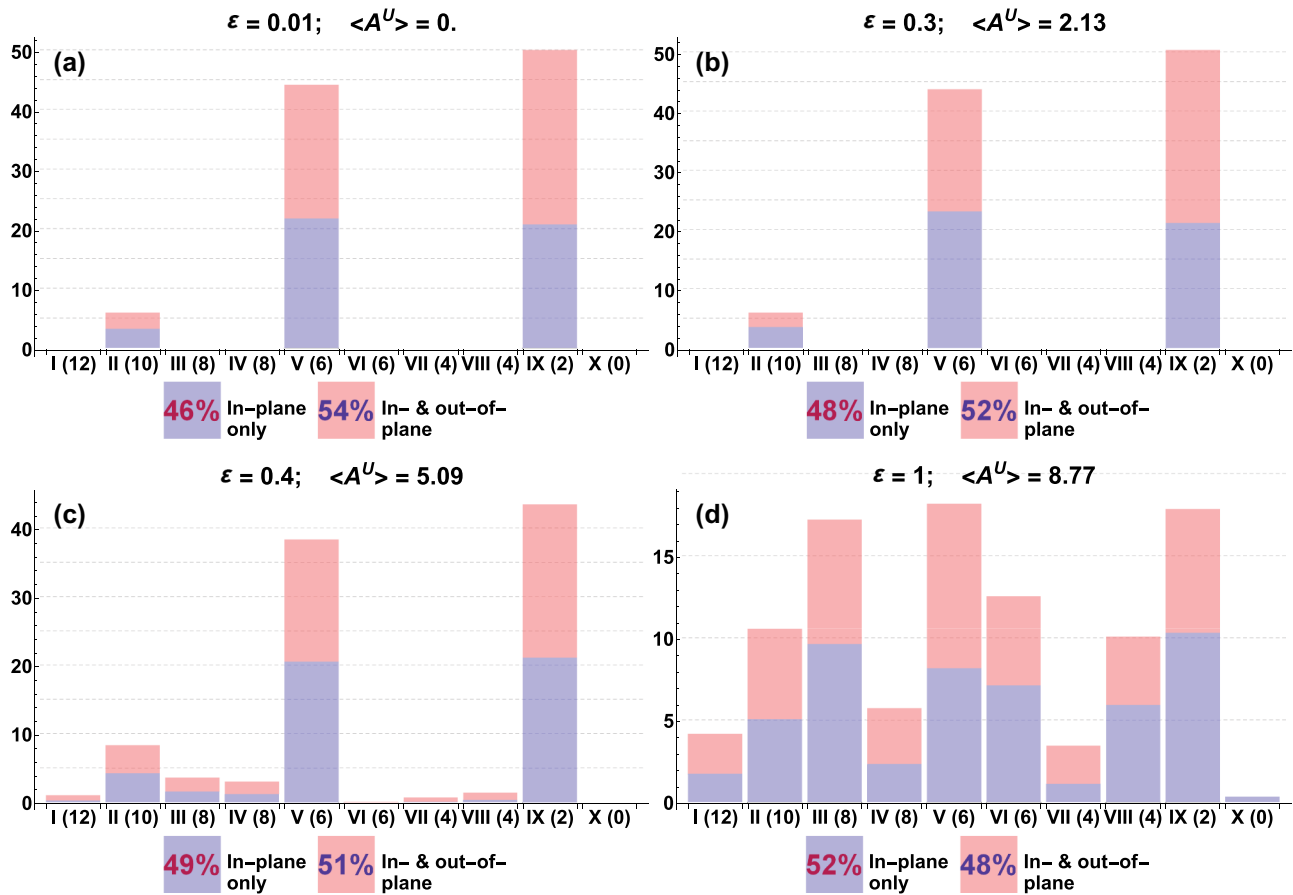 ε = 0.01; <A^U> = 0.
(a)
50
40
30
20
10
0
I (12) II (10) III (8) IV (8) V (6) VI (6) VII (4) VIII (4) IX (2) X (0)
46% In-plane only 54% In- & out-of-plane
ε = 0.3; <A^U> = 2.13
(b)
50
40
30
20
10
0
I (12) II (10) III (8) IV (8) V (6) VI (6) VII (4) VIII (4) IX (2) X (0)
48% In-plane only 52% In- & out-of-plane
ε = 0.4; <A^U> = 5.09
(c)
40
30
20
10
0
I (12) II (10) III (8) IV (8) V (6) VI (6) VII (4) VIII (4) IX (2) X (0)
49% In-plane only 51% In- & out-of-plane
ε = 1; <A^U> = 8.77
(d)
15
10
5
0
I (12) II (10) III (8) IV (8) V (6) VI (6) VII (4) VIII (4) IX (2) X (0)
52% In-plane only 48% In- & out-of-plane